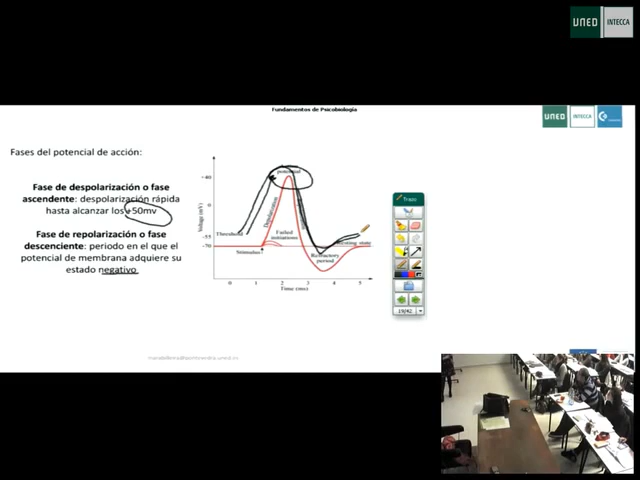 UNED
INTECCA
Fundamentos de Psicobiología
UNED
INTECCA
Fases del potencial de acción:
Fase de despolarización o fase
ascendente: despolarización rápida
hasta alcanzar los +50mv
Fase de repolarización o fase
descenciente: periodo en el que el
potencial de membrana adquiere su
estado negativo
Voltage (mV)
+40
0
-55
-70
potential
Depolarization
Threshold
Failed
initiations
Stimulus
Resting state
Refractory
period
0
1
2
3
4
5
Time (ms)
Trazo
19/42